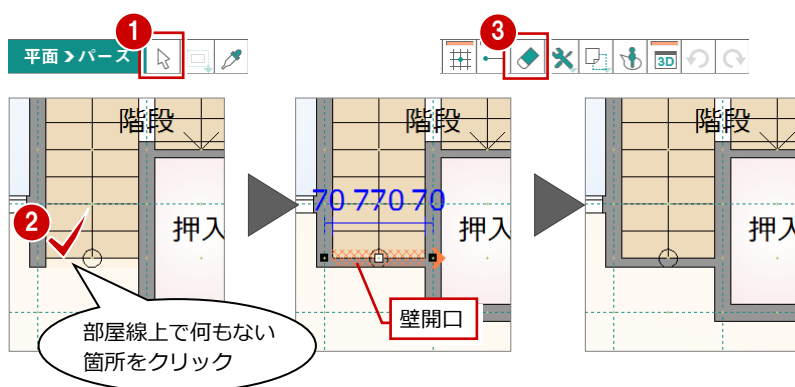 1
3
平面 > パース
3D
階段
階段
階段
70 770 70
2
押入
押入
押入
壁開口
部屋線上で何もない
箇所をクリック